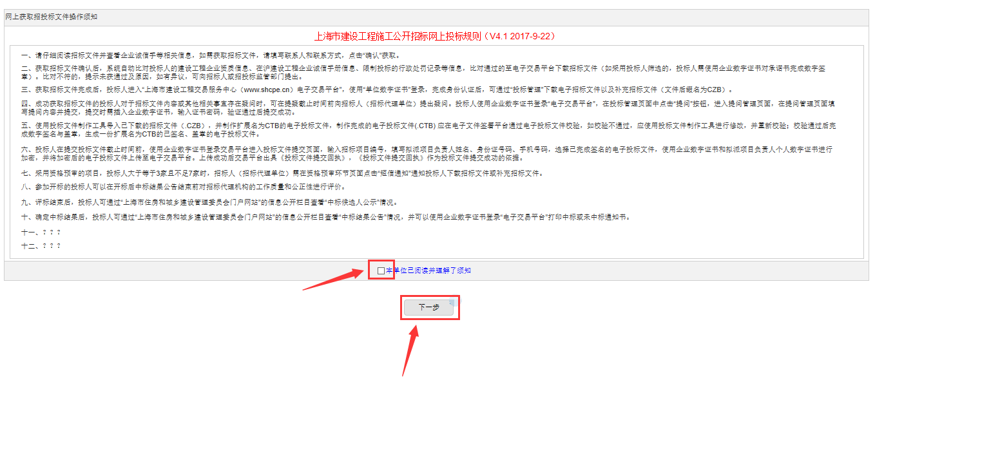 网上获取招投标文件操作须知
上海市建设工程施工公开招标网上投标规则（V4.1 2017-9-22）
一、请仔细阅读招标文件并查看企业诚信手等相关信息，如需获取招标文件，请填写联系人和联系方式，点击“确认”获取。
二、获取招标文件确认后，系统自动比对投标人的建设工程企业资质信息、在沪建设工程企业诚信手册信息、限制投标的行政处罚记录等信息，比对通过的至电子交易平台下载招标文件（如采用投标人筛选的，投标人需使用企业数字证书对承诺书完成数字签
章）。比对不符的，提示未获通过及原因，如有异议，可向招标人或招投标监管部门提出。
三、获取招标文件完成后，投标人进入“上海市建设工程交易服务中心（www.shcpe.cn）电子交易平台”，使用“单位数字证书”登录，完成身份认证后，可通过“投标管理”下载电子招标文件以及补充招标文件（文件后缀名为CZB）。
四、成功获取招标文件的投标人对于招标文件内容或其他相关事宜存在疑问时，可在提疑截止时间前向招标人（招标代理单位）提出疑问。投标人使用企业数字证书登录“电子交易平台”，在投标管理页面中点击“提问”按钮，进入提问管理页面，在提问管理页面填
写提问内容并提交，提交时需插入企业数字证书，输入证书密码，验证通过后提交成功。
五、使用投标文件制作工具导入已下载的招标文件（.CZB），并制作扩展名为CTB的电子投标文件，制作完成的电子投标文件(.CTB) 应在电子文件签署平台通过电子投标文件校验，如校验不通过，应使用投标文件制作工具进行修改，并重新校验；校验通过后完
成数字签名与盖章，生成一份扩展名为CTB的已签名、盖章的电子投标文件。
六、投标人在提交投标文件截止时间前，使用企业数字证书登录交易平台进入投标文件提交页面，输入招标项目编号，填写拟派项目负责人姓名、身份证号码、手机号码，选择已完成签名的电子投标文件，使用企业数字证书和拟派项目负责人个人数字证书进行
加密，并将加密后的电子投标文件上传至电子交易平台。上传成功后交易平台出具《投标文件提交回执》，《投标文件提交回执》作为投标文件提交成功的依据。
七、采用资格预审的项目，投标人大于等于3家且不足7家时，招标人（招标代理单位）需在资格预审环节页面点击“短信通知”通知投标人下载招标文件或补充招标文件。
八、参加开标的投标人可以在开标后中标结果公告结束前对招标代理机构的工作质量和公正性进行评价。
九、评标结束后，投标人可通过“上海市住房和城乡建设管理委员会门户网站”的信息公开栏目查看“中标候选人公示”情况。
十、确定中标结果后，投标人可通过“上海市住房和城乡建设管理委员会门户网站”的信息公开栏目查看“中标结果公告”情况，并可以使用企业数字证书登录“电子交易平台”打印中标或未中标通知书。
十一、？？？
十二、？？？
本单位已阅读并理解了须知
下一步